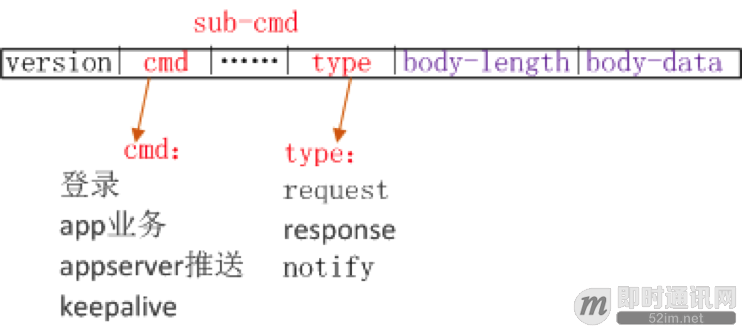 sub-cmd
version cmd ······ type body-length body-data
cmd: type:
登录 request
app业务 response
appserver推送 notify
keepalive
m 即时通讯网
52im.net